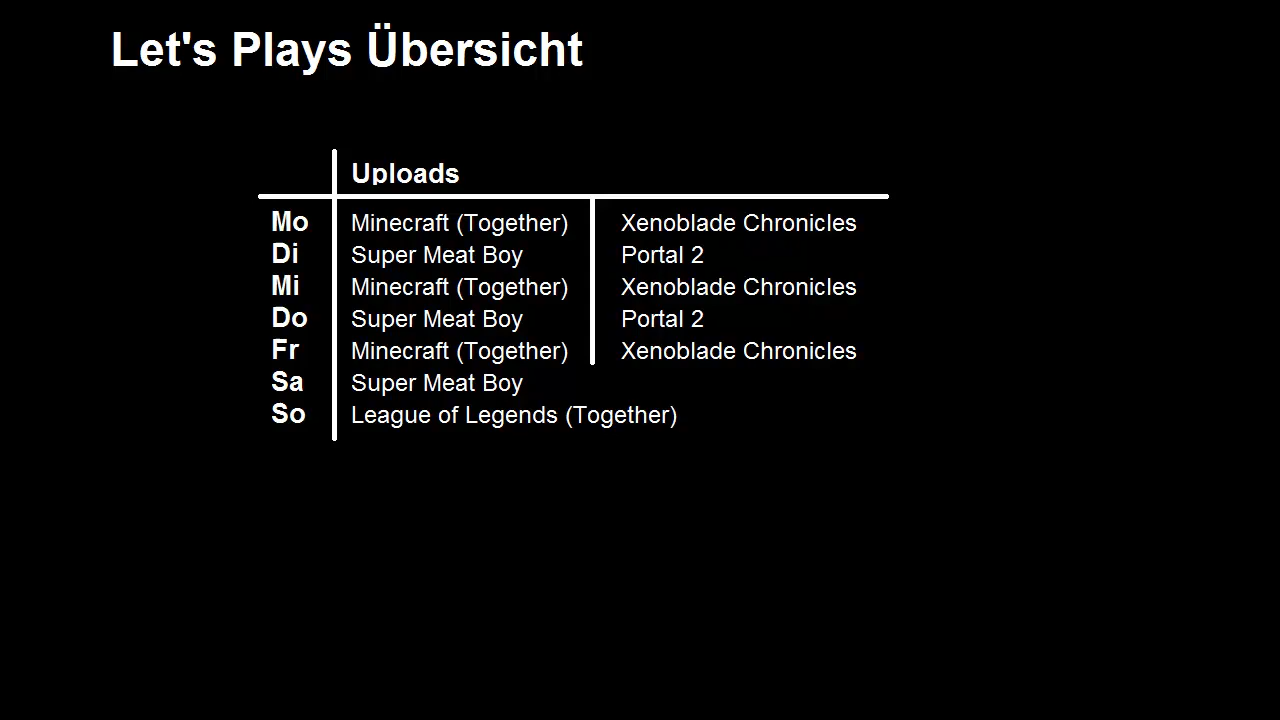 Let's Plays Übersicht
Uploads
Mo Minecraft (Together) Xenoblade Chronicles
Di Super Meat Boy Portal 2
Mi Minecraft (Together) Xenoblade Chronicles
Do Super Meat Boy Portal 2
Fr Minecraft (Together) Xenoblade Chronicles
Sa Super Meat Boy
So League of Legends (Together)